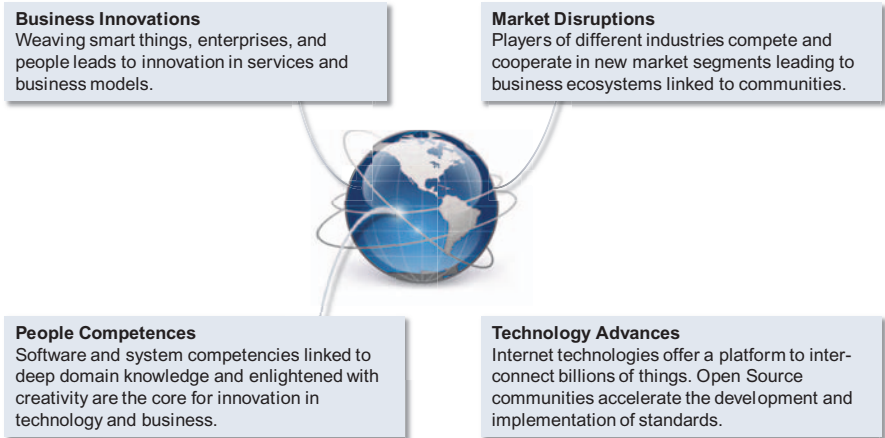 Business Innovations
Weaving smart things, enterprises, and
people leads to innovation in services and
business models.
Market Disruptions
Players of different industries compete and
cooperate in new market segments leading to
business ecosystems linked to communities.
People Competences
Software and system competencies linked to
deep domain knowledge and enlightened with
creativity are the core for innovation in
technology and business.
Technology Advances
Internet technologies offer a platform to inter-
connect billions of things. Open Source
communities accelerate the development and
implementation of standards.